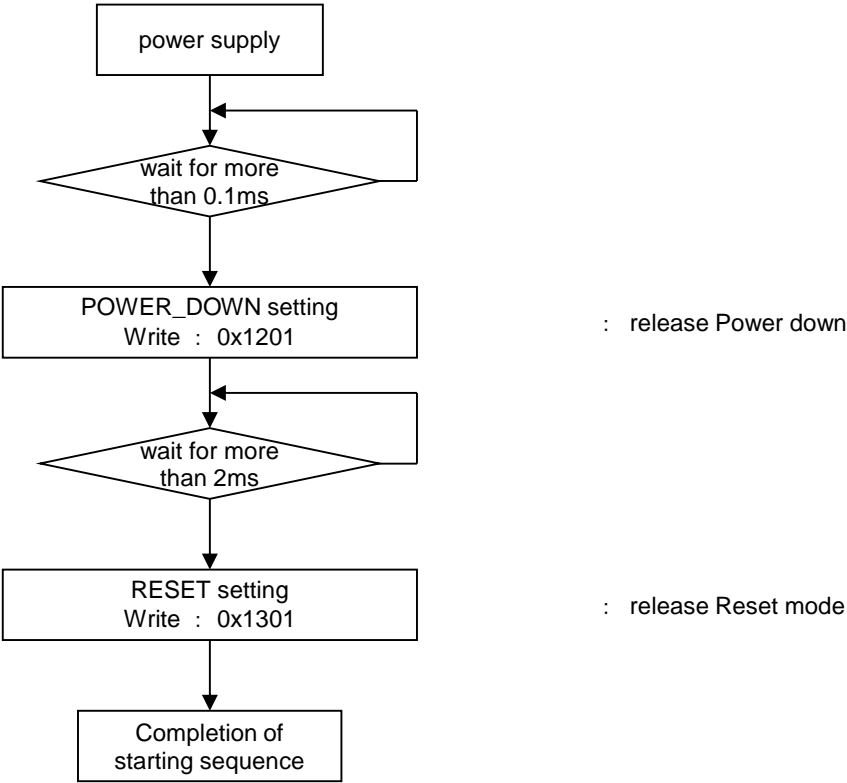 power supply
wait for more
than 0.1ms
POWER_DOWN setting
Write : 0x1201
: release Power down
wait for more
than 2ms
RESET setting
Write : 0x1301
: release Reset mode
Completion of
starting sequence